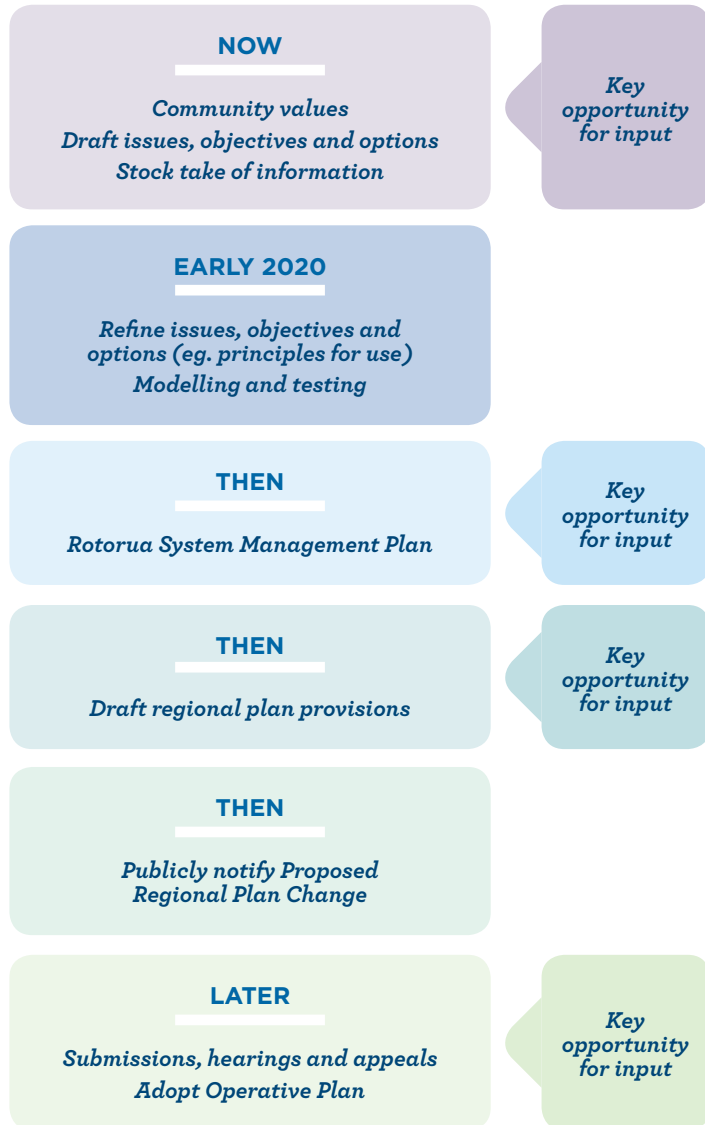 NOW
Community values
Draft issues, objectives and options
Stock take of information
Key
opportunity
for input
EARLY 2020
Refine issues, objectives and
options (eg. principles for use)
Modelling and testing
THEN
Rotorua System Management Plan
Key
opportunity
for input
THEN
Draft regional plan provisions
Key
opportunity
for input
THEN
Publicly notify Proposed
Regional Plan Change
LATER
Submissions, hearings and appeals
Adopt Operative Plan
Key
opportunity
for input